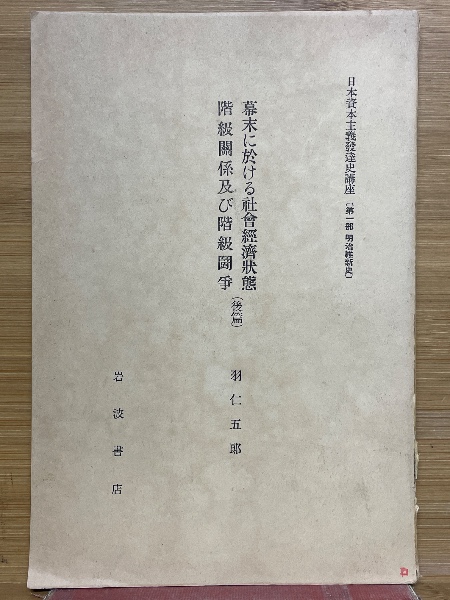 日本資本主義發達史講座（第一部 明治維新史）
幕末に於ける社會經濟狀態
階級關係及び階級鬪爭（後篇）
羽仁五郎
岩波書店